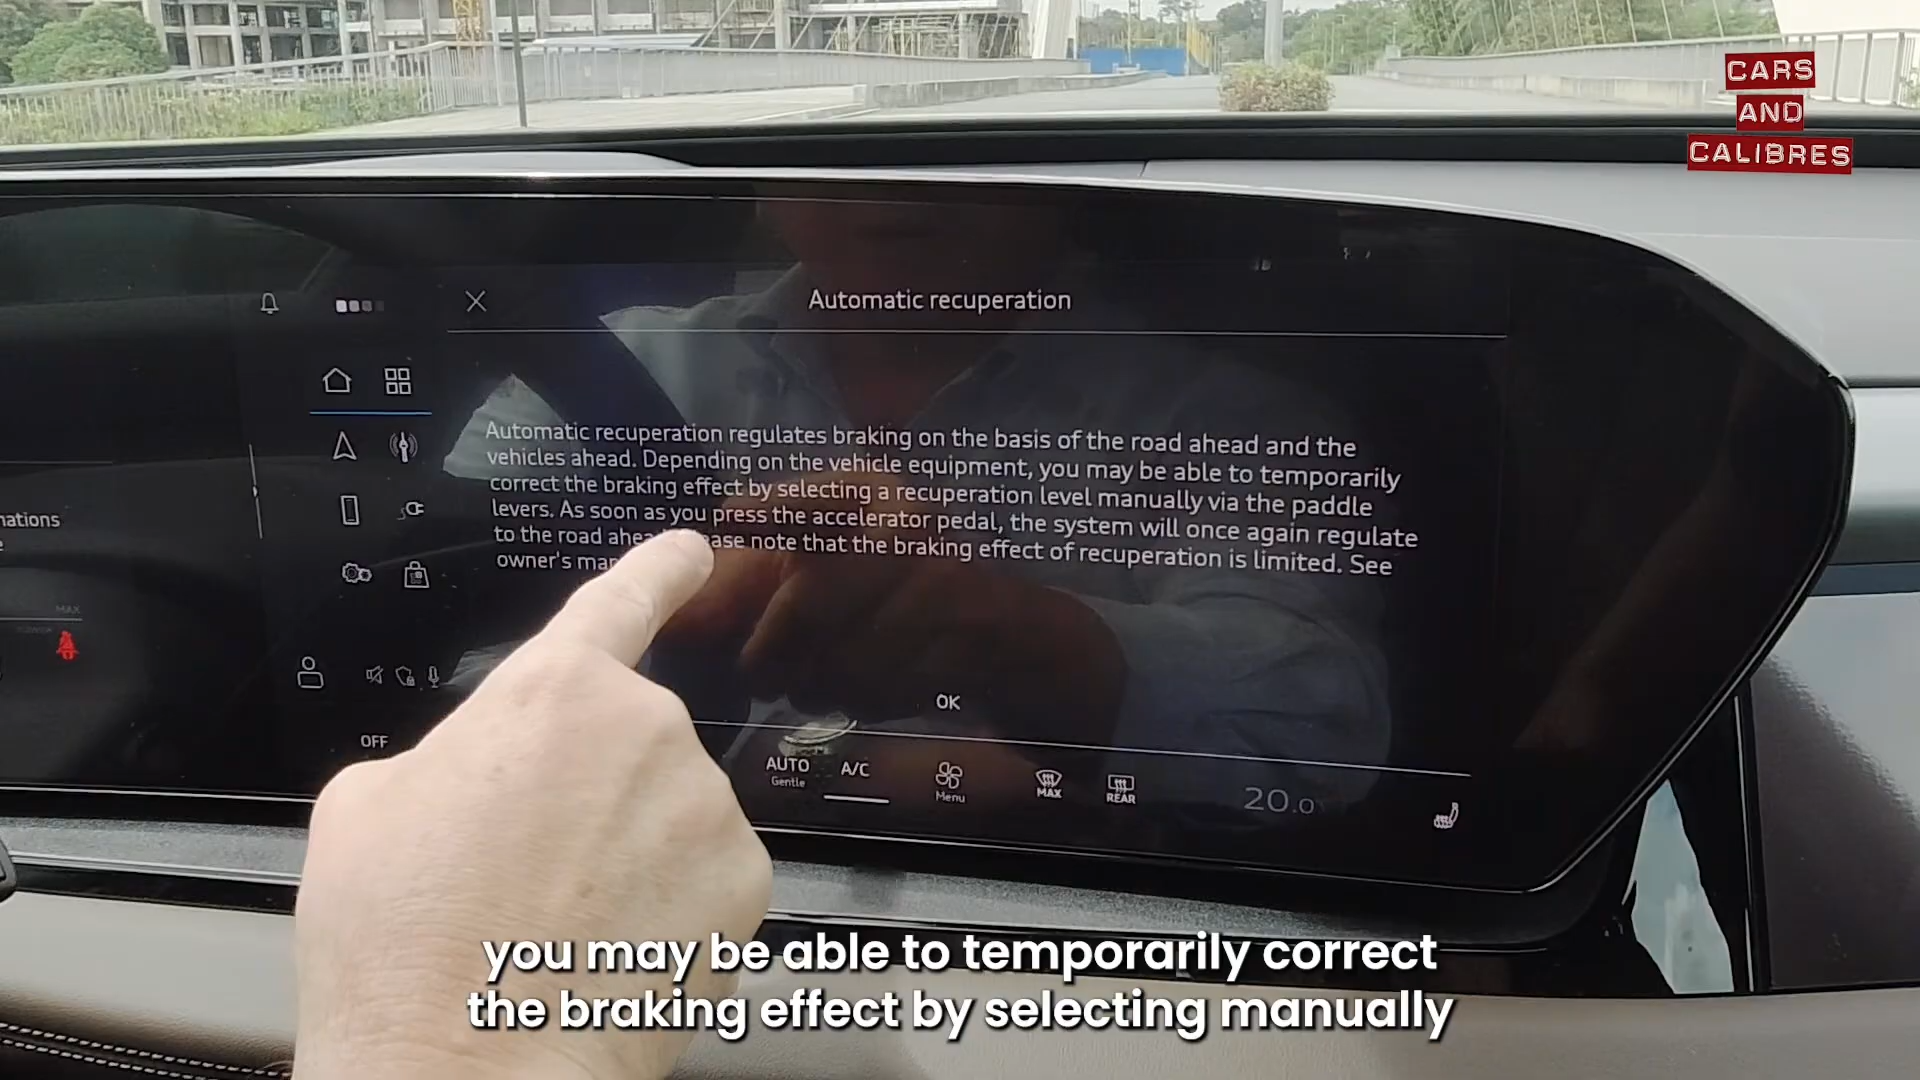 CARS
AND
CALIBRES
Automatic recuperation
Automatic recuperation regulates braking on the basis of the road ahead and the
vehicles ahead. Depending on the vehicle equipment, you may be able to temporarily
correct the braking effect by selecting a recuperation level manually via the paddle
levers. As soon as you press the accelerator pedal, the system will once again regulate
to the road note that the braking effect of recuperation is limited. See
owner's
MAX
OK
OFF
AUTO
Gentle
A/C
Menu
MAX
REAR
20.0
you may be able to temporarily correct
the braking effect by selecting manually